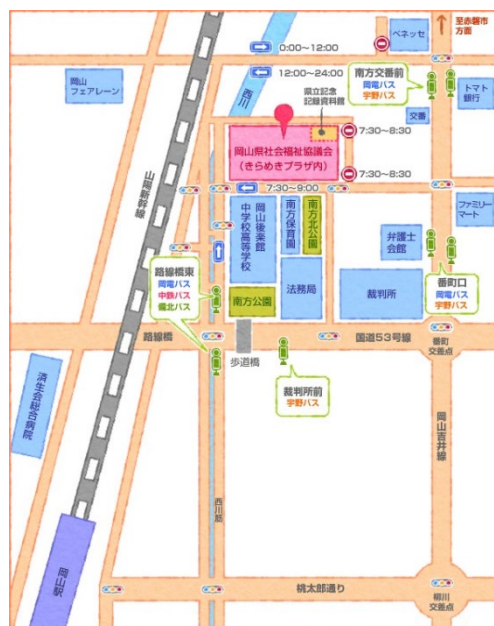 至赤磐市
方面
ベネッセ
0:00～12:00
12:00～24:00
西川
岡山
フェアレーン
南方交番前
岡電バス
宇野バス
トマト
銀行
交番
県立記念
記録資料館
7:30～8:30
岡山県社会福祉協議会
(きらめきプラザ内)
7:30～8:30
7:30～9:00
山陽新幹線
岡山後楽館
中学校高等学校
南方保育園
南方北公園
弁護士
会館
ファミリー
マート
路線橋東
岡電バス
中鉄バス
備北バス
南方公園
法務局
裁判所
番町口
岡電バス
宇野バス
路線橋
国道53号線
番町
交差点
歩道橋
済生会総合病院
裁判所前
宇野バス
岡山吉井線
西川筋
岡山駅
桃太郎通り
柳川
交差点